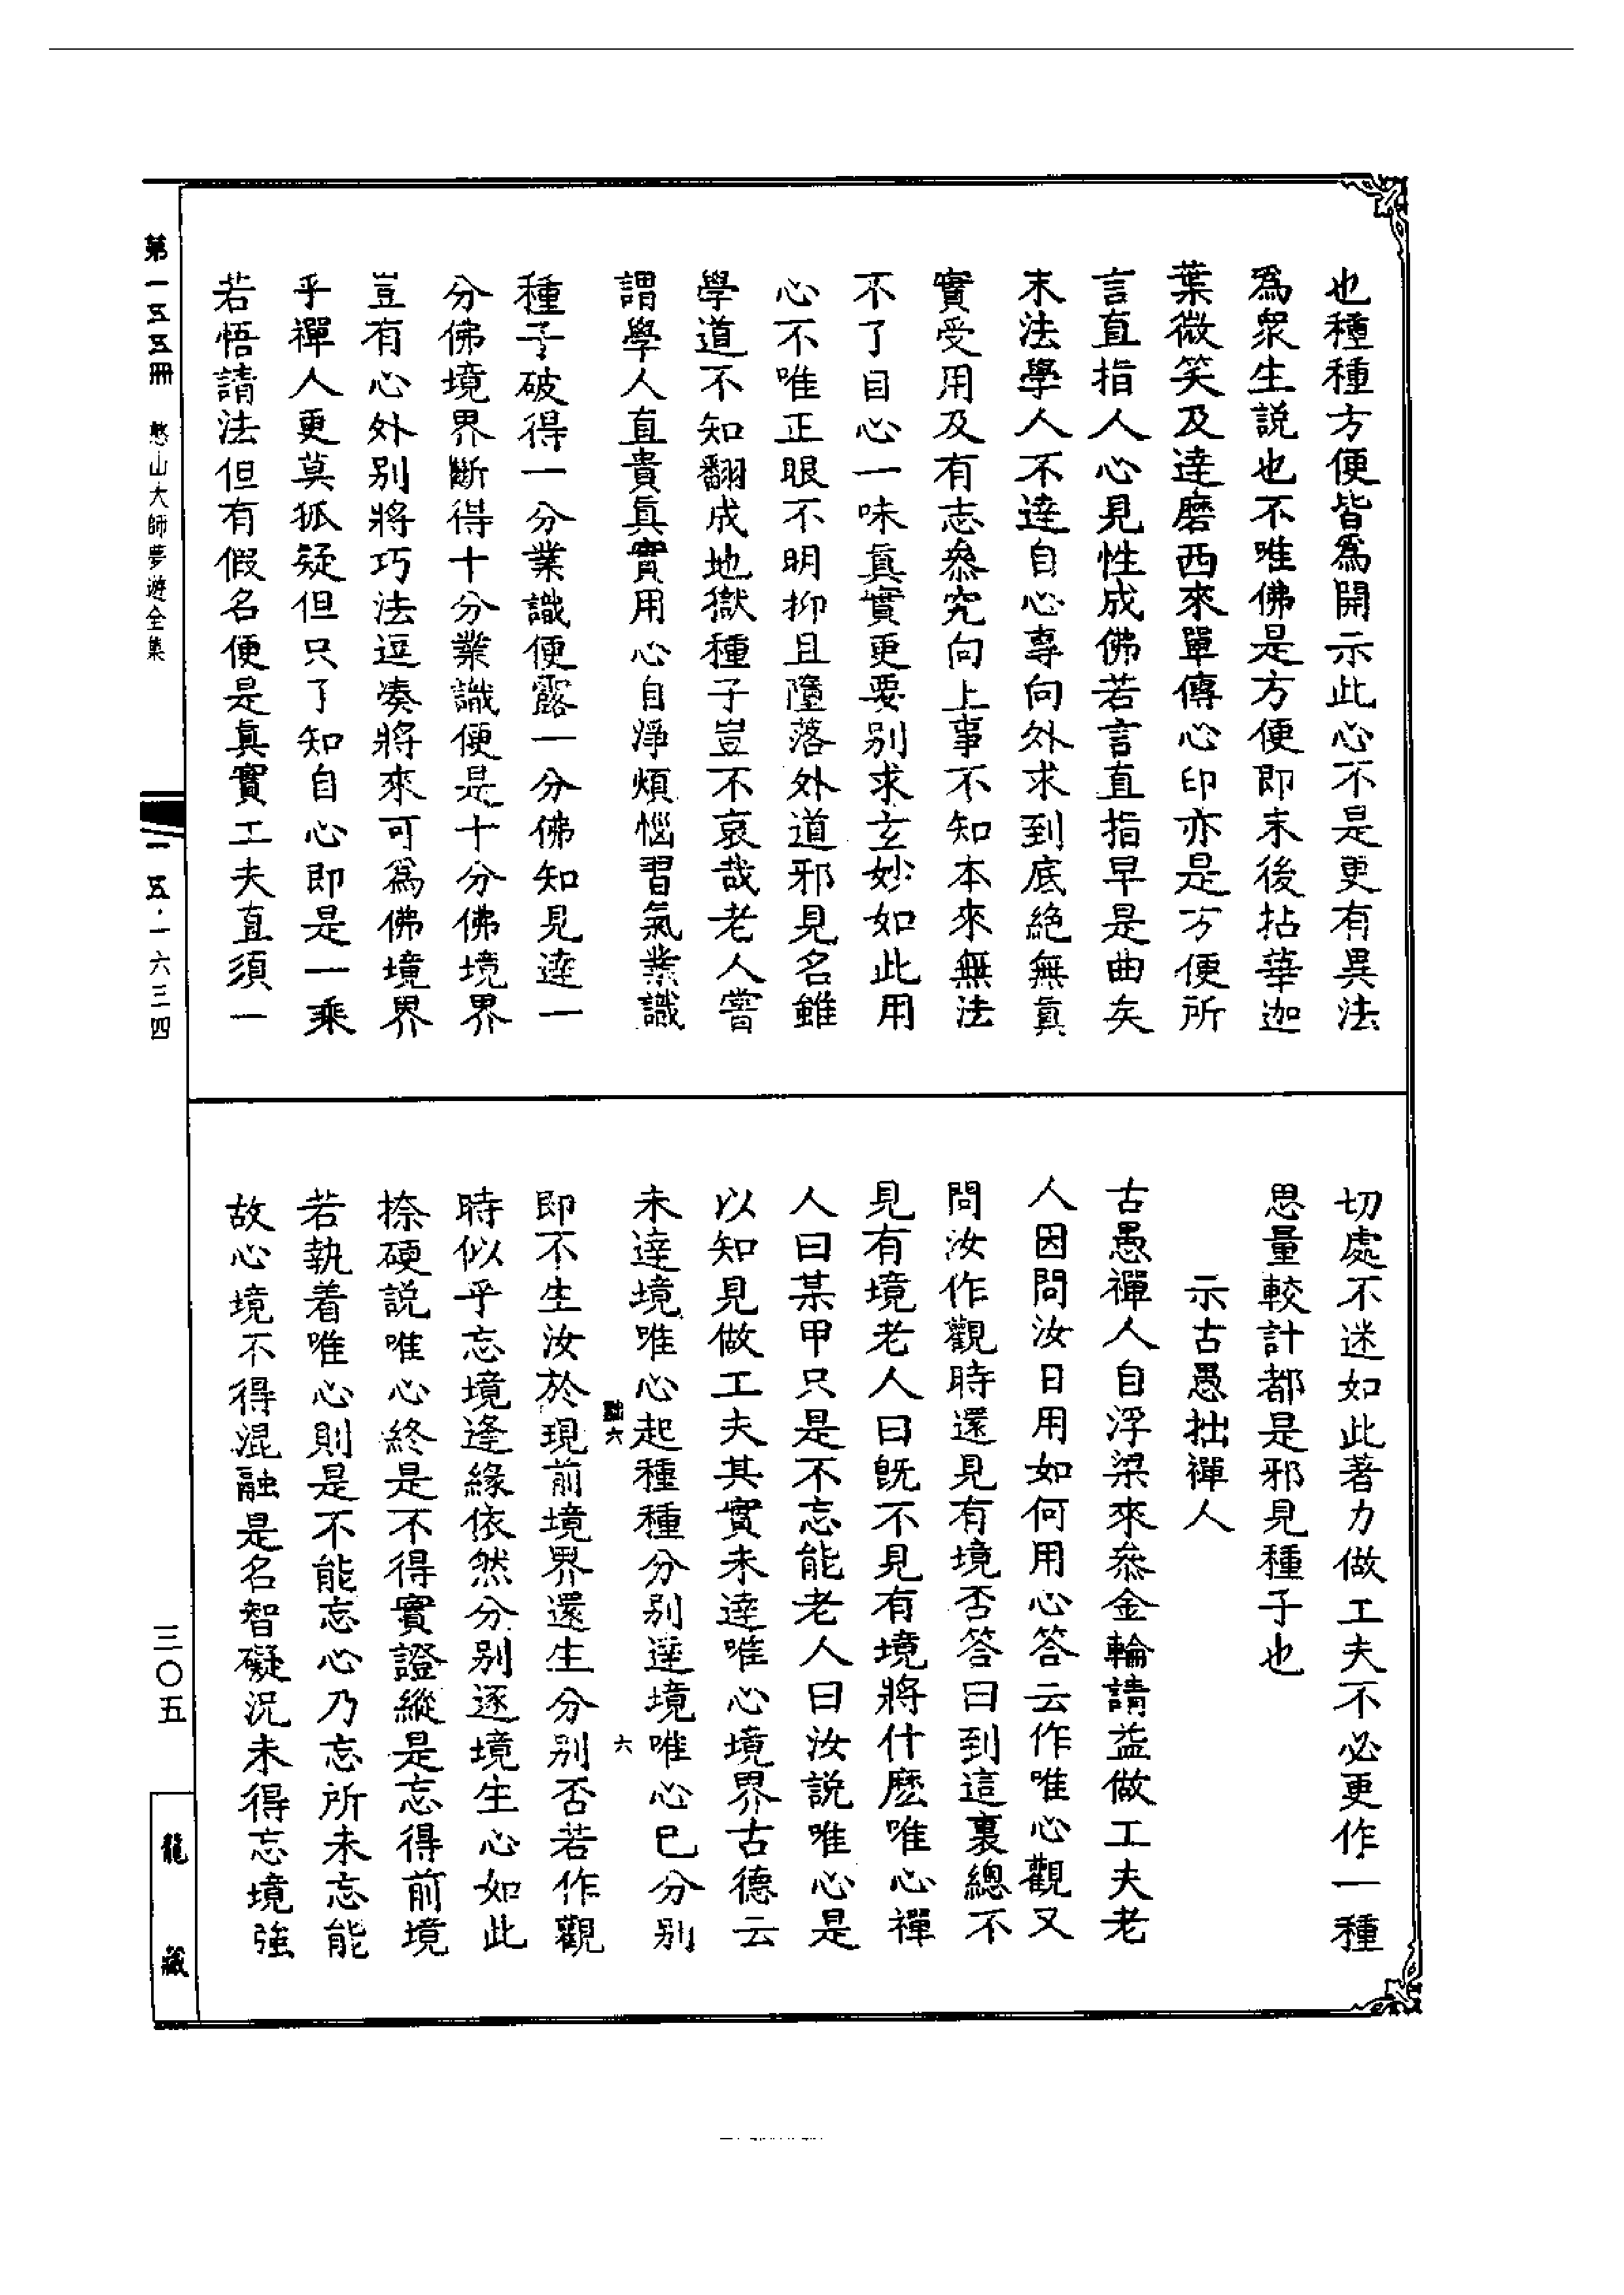 也種種方便皆爲開示此心不是更有異法
爲衆生説也不唯佛是方便即末後拈華迦
葉微笑及達磨西來單傳心印亦是方便所
言直指人心見性成佛若言直指早是曲矣
末法學人不達自心專向外求到底絶無眞
實受用及有志叅究向上事不知本來無法
不了自心一味眞實更要別求玄妙如此用
心不唯正眼不明抑且墮落外道邪見名雖
學道不知翻成地獄種子豈不哀哉老人嘗
謂學人直貴眞實用心自淨煩惱習氣業識
種子破得一分業識便露一分佛知見達一
分佛境界斷得十分業識便是十分佛境界
豈有心外別將巧法逗湊將來可爲佛境界
乎禪人更莫狐疑但只了知自心即是一乘
若悟請法但有假名便是眞實工夫直須一
切處不迷如此著力做工夫不必更作一種
思量較計都是邪見種子也
示古愚拙禪人
古愚禪人自浮梁來叅金輪請益做工夫老
人因問汝日用如何用心答云作唯心觀又
問汝作觀時還見有境否答曰到這裏總不
見有境老人曰旣不見有境將什麽唯心禪
人曰某甲只是不忘能老人曰汝説唯心是
以知見做工夫其實未達唯心境界古德云
未達境唯心起種種分別達境唯心已分別
即不生汝於現前境界還生分別否若作觀
時似乎忘境逢緣依然分別逐境生心如此
捺硬説唯心終是不得實證縱是忘得前境
若執着唯心則是不能忘心乃忘所未忘能
故心境不得混融是名智礙況未得忘境強
第一五五冊 憨山大師夢遊全集
一五·一六三四
三〇五
龍藏
六